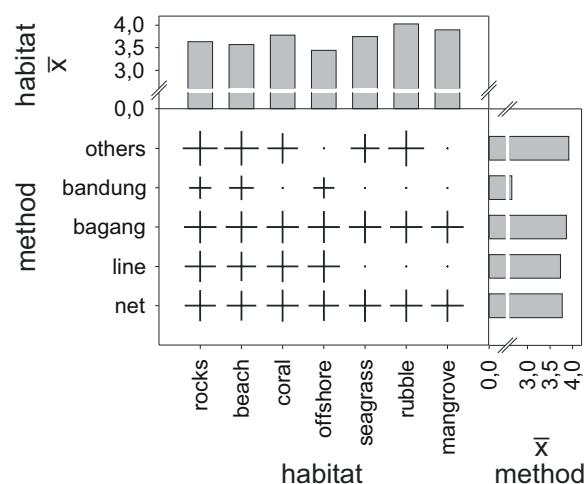 habitat
x̅
4,0
3,5
3,0
0,0
method
others
bandung
bagang
line
net
rocks
beach
coral
offshore
seagrass
rubble
mangrove
habitat
0,0
3,0
3,5
4,0
x̅
method